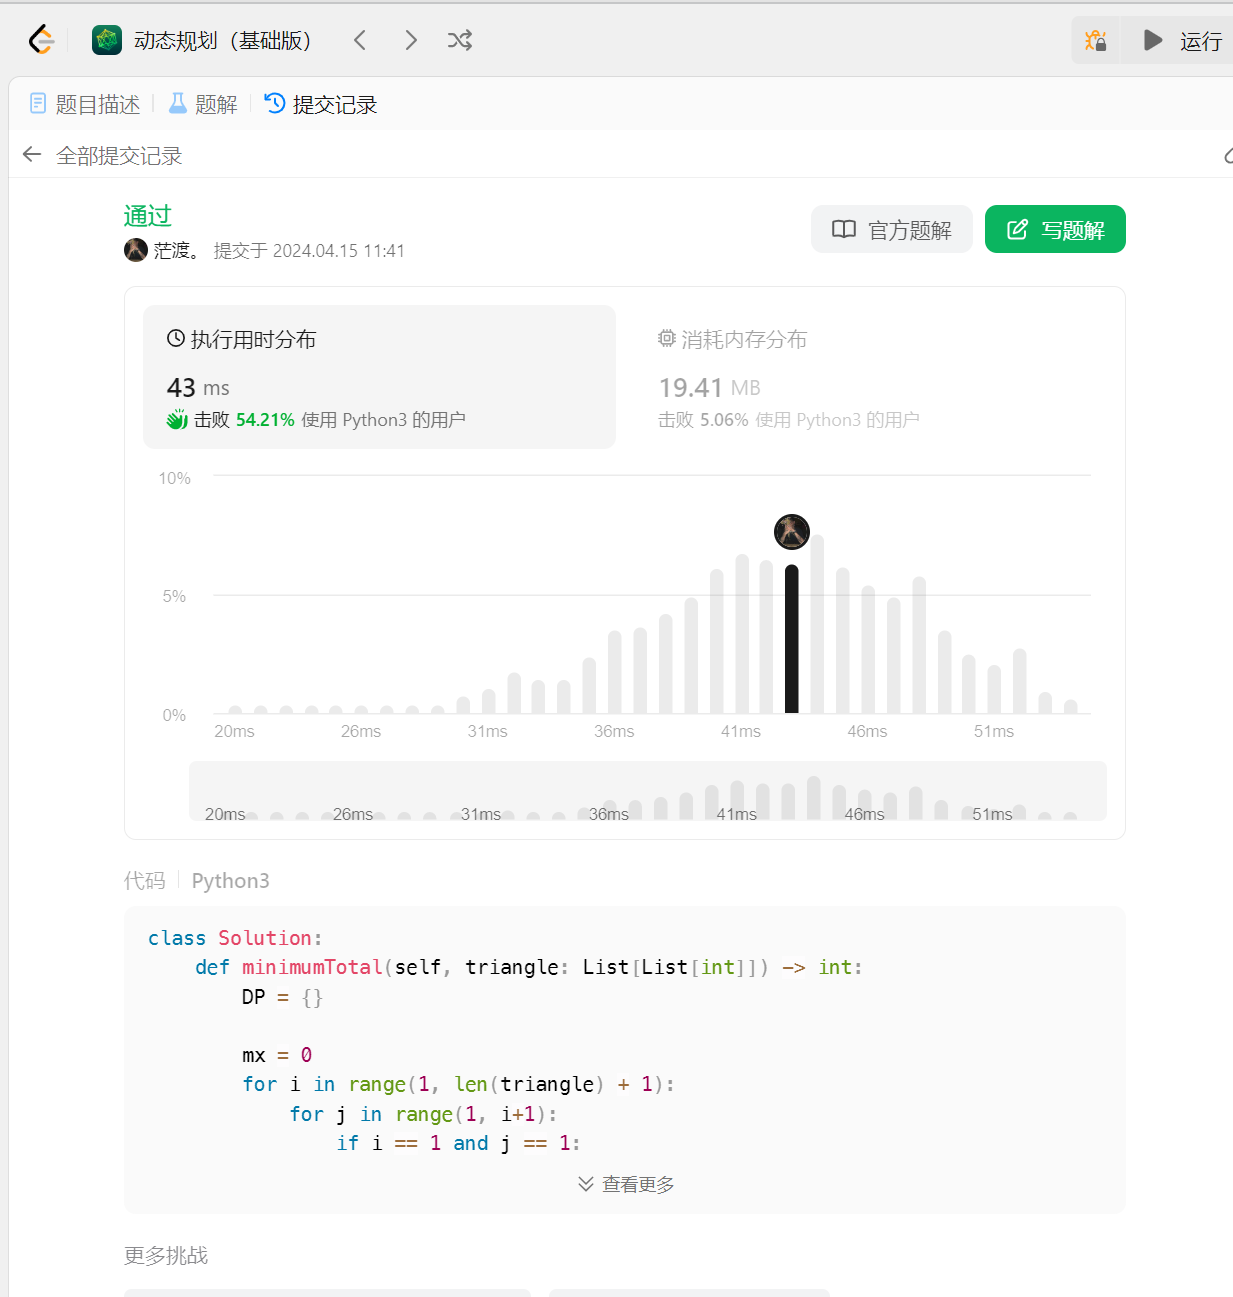 动态规划（基础版）
运行
题目描述
题解
提交记录
全部提交记录
通过
茫渡。 提交于 2024.04.15 11:41
官方题解
写题解
执行用时分布
43 ms
击败 54.21% 使用 Python3 的用户
消耗内存分布
19.41 MB
击败 5.06% 使用 Python3 的用户
10%
5%
0%
20ms 26ms 31ms 36ms 41ms 46ms 51ms
20ms 26ms 31ms 36ms 41ms 46ms 51ms
代码 Python3
class Solution:
    def minimumTotal(self, triangle: List[List[int]]) -> int:
        DP = {}
        mx = 0
        for i in range(1, len(triangle) + 1):
            for j in range(1, i+1):
                if i == 1 and j == 1:
查看更多
更多挑战